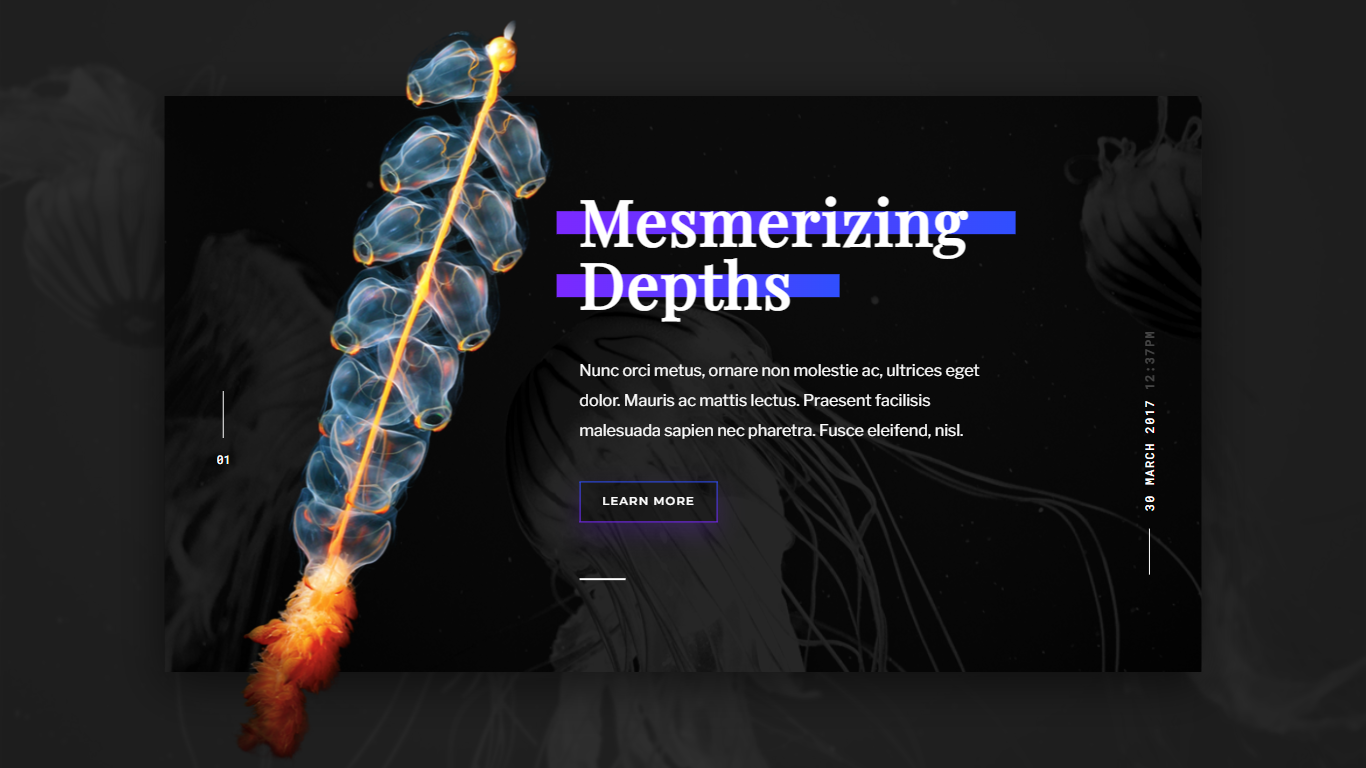 Mesmerizing
Depths
Nunc orci metus, ornare non molestie ac, ultrices eget
dolor. Mauris ac mattis lectus. Praesent facilisis
malesuada sapien nec pharetra. Fusce eleifend, nisl.
LEARN MORE
01
30 MARCH 2017 12:37PM